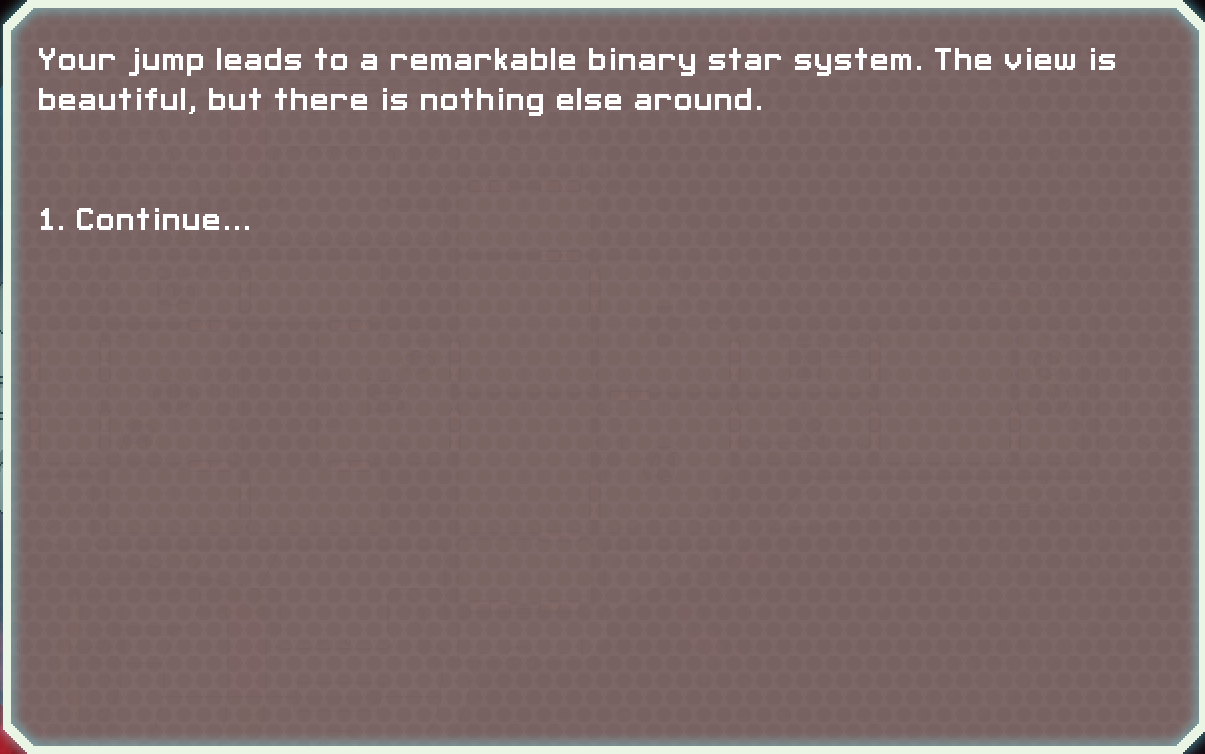 Your jump leads to a remarkable binary star system. The view is
beautiful, but there is nothing else around.
1. Continue...